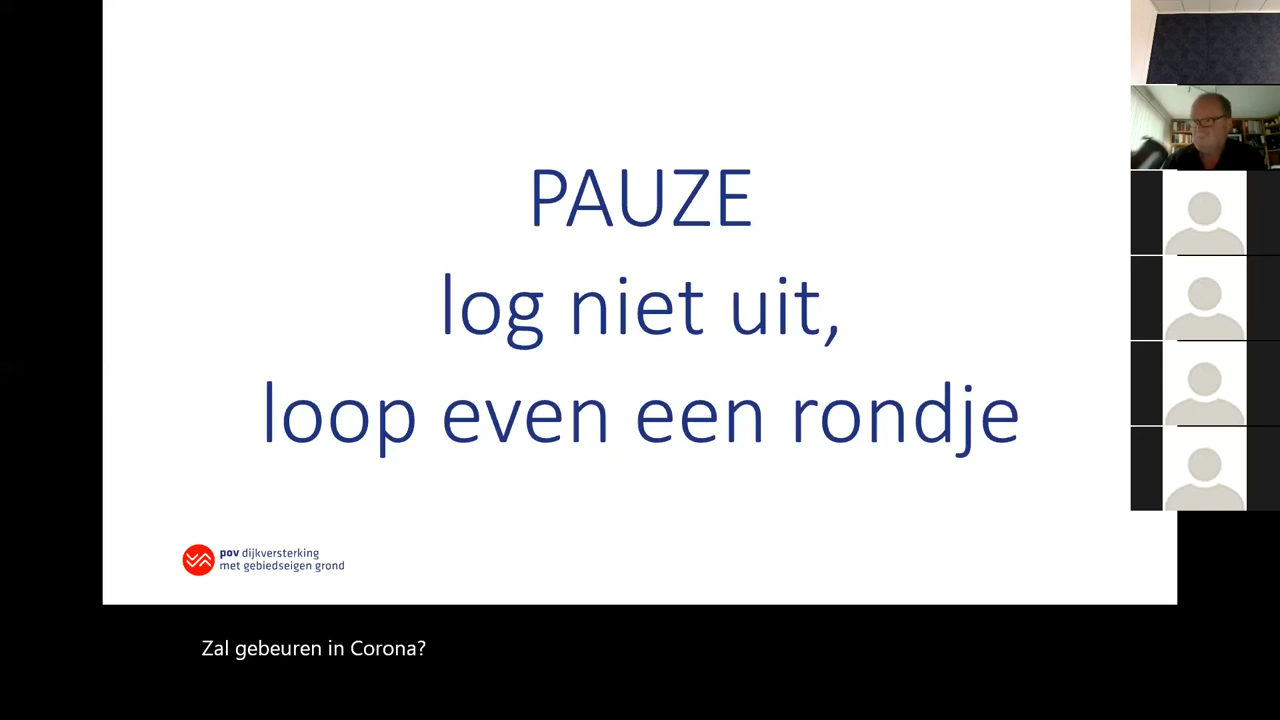 PAUZE
log niet uit,
loop even een rondje
pov dijkversterking
met gebiedseigen grond
Zal gebeuren in Corona?